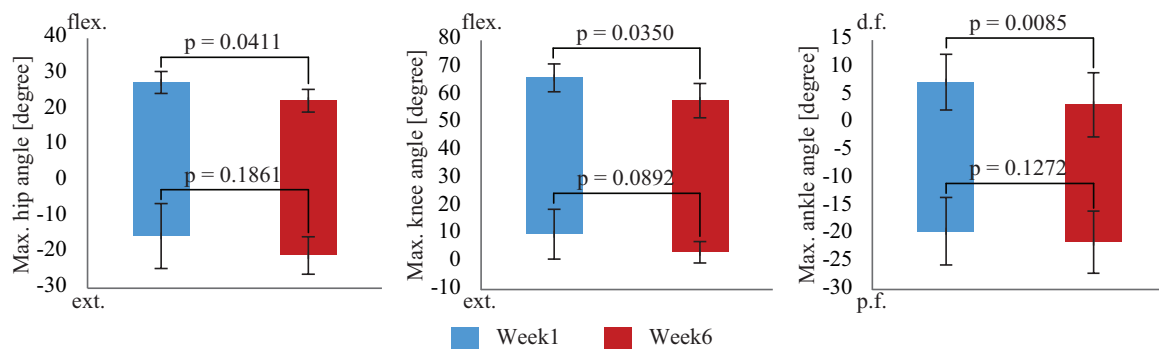 flex.
Max. hip angle [degree]
40
30
20
10
0
-10
-20
-30
p = 0.0411
p = 0.1861
ext.
flex.
Max. knee angle [degree]
80
70
60
50
40
30
20
10
0
-10
p = 0.0350
p = 0.0892
ext.
d.f.
Max. ankle angle [degree]
15
10
5
0
-5
-10
-15
-20
-25
-30
p = 0.0085
p = 0.1272
p.f.
Week1 Week6